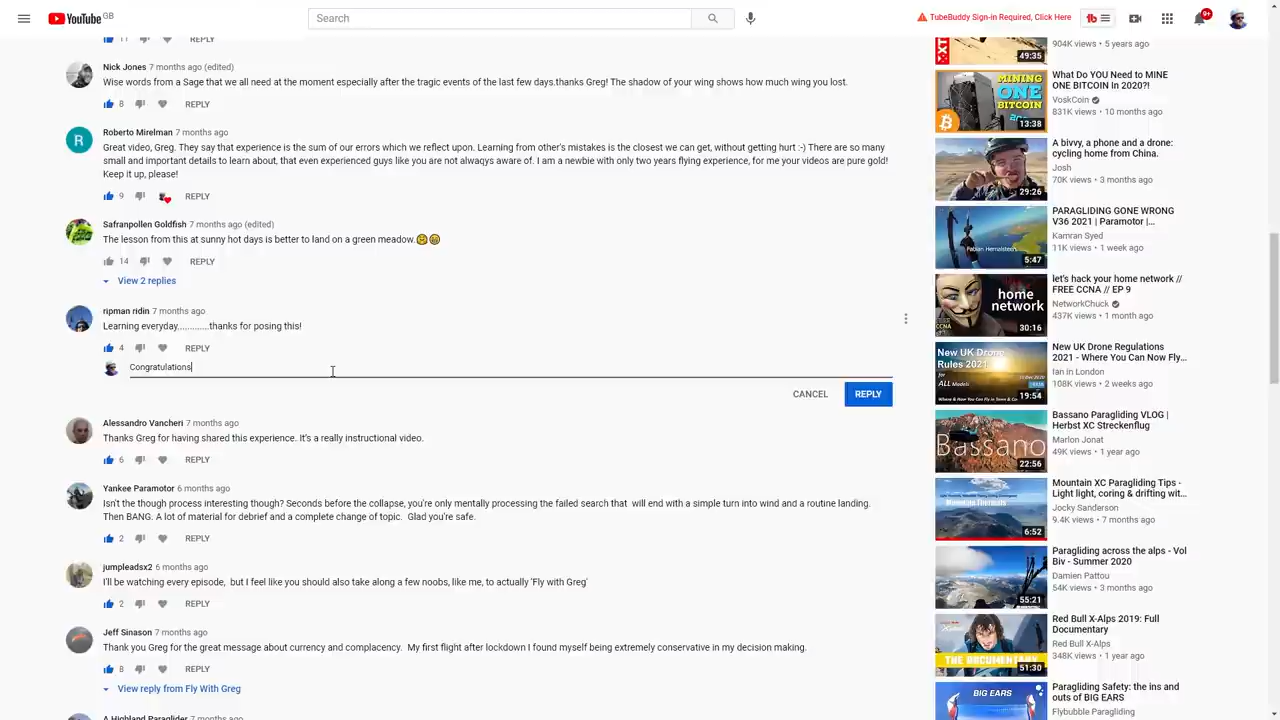 YouTube GB
Search
TubeBuddy Sign-in Required, Click Here
tb
9+
11 REPLY
Nick Jones 7 months ago (edited)
Wise words from a Sage that we all need at the moment especially after the tragic events of the last few days.thanks Greg! The shadow of your wing shows how much wing you lost.
8 REPLY
R
Roberto Mirelman 7 months ago
Great video, Greg. They say that experience is the sum of our errors which we reflect upon. Learning from others mistakes is the closest we can get, without getting hurt :-) There are so many
small and important details to learn about, that even experienced guys like you are not alwaqys aware of. I am a newbie with only two years flying experience, for me your videos are pure gold!
Keep it up, please!
9 REPLY
Safranpollen Goldfish 7 months ago (edited)
The lesson from this at sunny hot days is better to land on a green meadow.
14 REPLY
View 2 replies
ripman ridin 7 months ago
Learning everyday.............thanks for posing this!
4 REPLY
Congratulations
CANCEL REPLY
Alessandro Vancheri 7 months ago
Thanks Greg for having shared this experience. It's a really instructional video.
6 REPLY
Yankee Paramotor 6 months ago
Isn't the though process interesting though? Seconds before the collapse, you're only mentally processing a thermal search that will end with a simple turn into wind and a routine landing.
Then BANG. A lot of material for debrief and a complete change of topic. Glad you're safe.
2 REPLY
jumpleadsx2 6 months ago
I'll be watching every episode, but I feel like you should also bring a few noobs, like me, to actually 'Fly with Greg'
2 REPLY
Jeff Sinason 7 months ago
Thank you Greg for the great message about currency and proficiency. My first flight after lockdown I found myself being extremely conservative in my decision making.
8 REPLY
View reply from Fly With Greg
A Highland Paraglider 7 months ago
49:35
904K views • 5 years ago
MINING
ONE
BITCOIN
13:38
What Do YOU Need to MINE
ONE BITCOIN In 2020?!
VoskCoin
831K views • 10 months ago
29:26
A bivvy, a phone and a drone:
cycling home from China.
Josh
70K views • 3 months ago
5:47
PARAGLIDING GONE WRONG
V36 2021 | Paramotor |…
Kamran Syed
11K views • 1 week ago
home
network
CCNA
30:16
let's hack your home network //
FREE CCNA // EP 9
NetworkChuck
437K views • 1 month ago
New UK Drone
Rules 2021
for
ALL Models
19:54
New UK Drone Regulations
2021 - Where You Can Now Fly…
Ian in London
108K views • 2 weeks ago
Bassano
22:56
Bassano Paragliding VLOG |
Herbst XC Streckenflug
Marlon Jonat
49K views • 1 year ago
6:52
Mountain XC Paragliding Tips -
Light light, coring & drifting wit…
Jocky Sanderson
9.4K views • 7 months ago
55:21
Paragliding across the alps - Vol
Biv - Summer 2020
Damien Pattou
54K views • 3 months ago
THE DOCUMENTARY
51:30
Red Bull X-Alps 2019: Full
Documentary
Red Bull X-Alps
348K views • 1 year ago
BIG EARS
Paragliding Safety: the ins and
outs of BIG EARS
Flybubble Paragliding